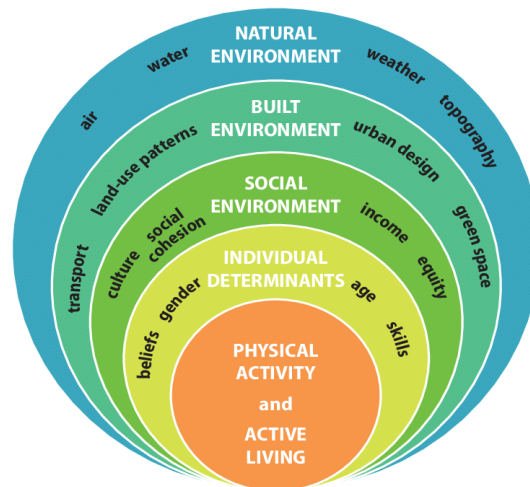 NATURAL
ENVIRONMENT
air
water
weather
topography
BUILT
ENVIRONMENT
transport
land-use patterns
urban design
green space
SOCIAL
ENVIRONMENT
culture
social
cohesion
income
equity
INDIVIDUAL
DETERMINANTS
beliefs
gender
age
skills
PHYSICAL
ACTIVITY
and
ACTIVE
LIVING